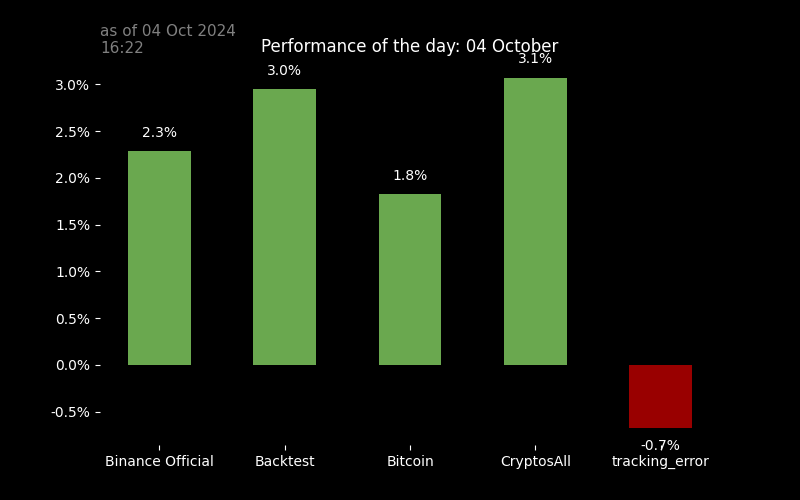 as of 04 Oct 2024
16:22
Performance of the day: 04 October
3.0%
2.5%
2.0%
1.5%
1.0%
0.5%
0.0%
-0.5%
2.3%
3.0%
1.8%
3.1%
-0.7%
Binance Official
Backtest
Bitcoin
CryptosAll
tracking_error